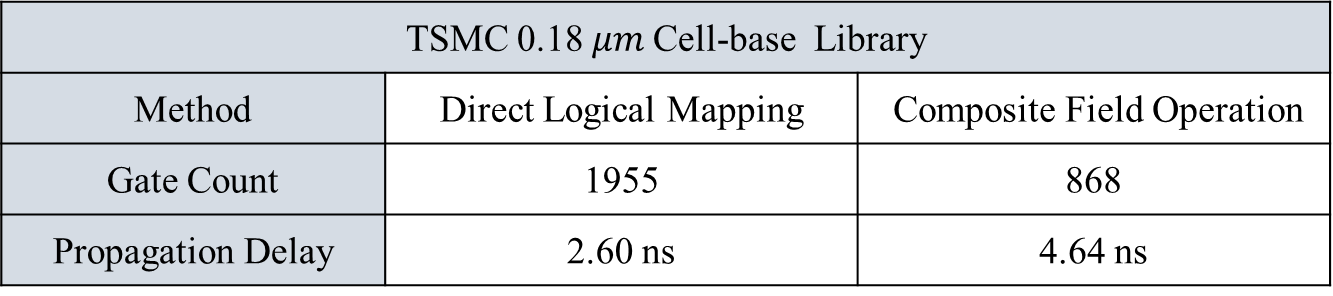 TSMC 0.18 𝜇𝑚 Cell-base Library
Method Direct Logical Mapping Composite Field Operation
Gate Count 1955 868
Propagation Delay 2.60 ns 4.64 ns